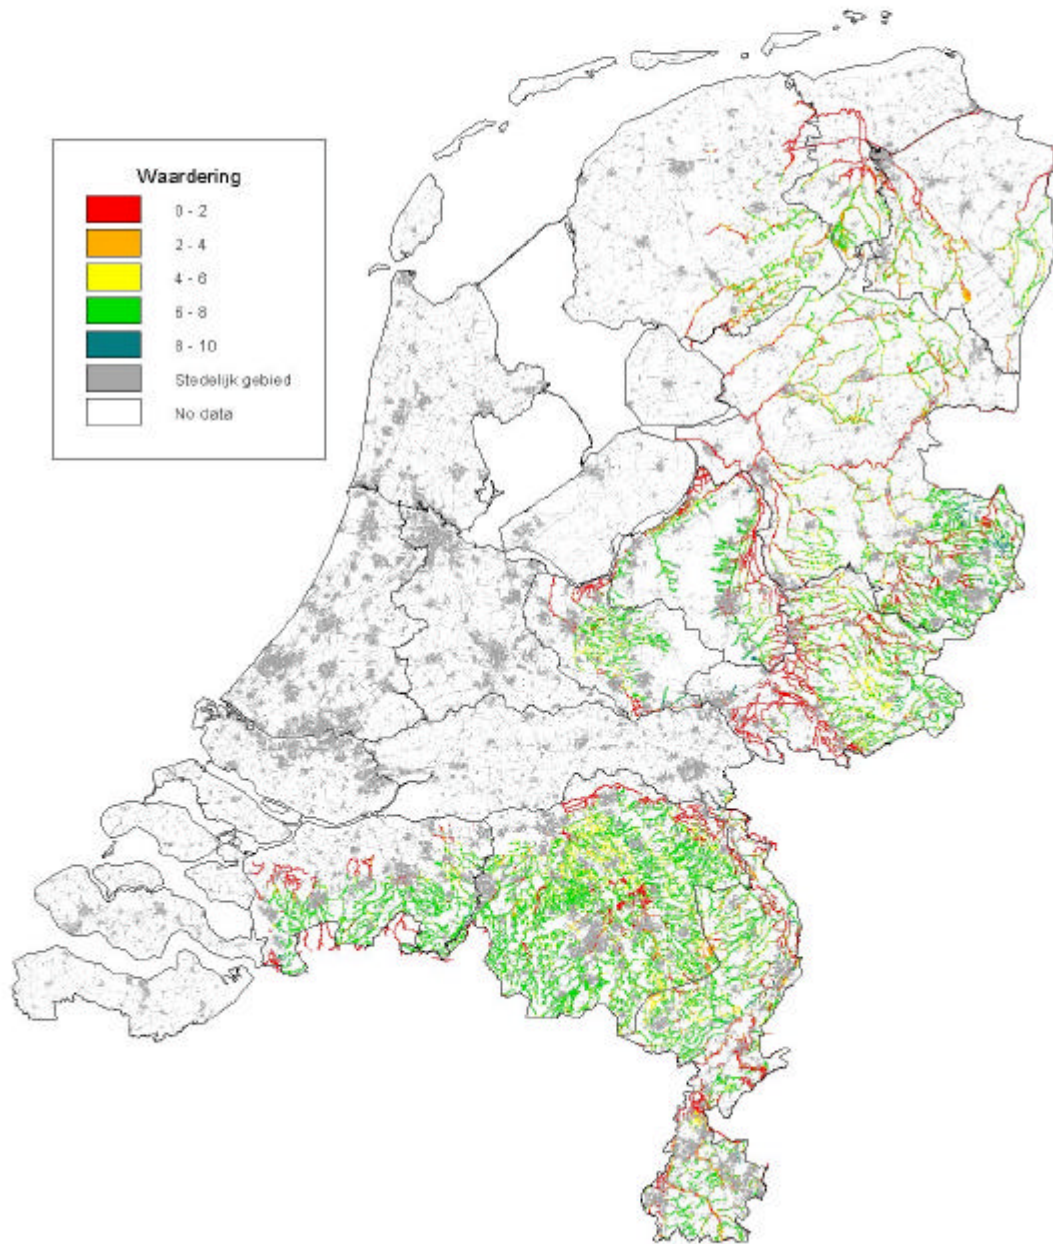 Waardering
0 - 2
2 - 4
4 - 6
6 - 8
8 - 10
Stedelijk gebied
No data